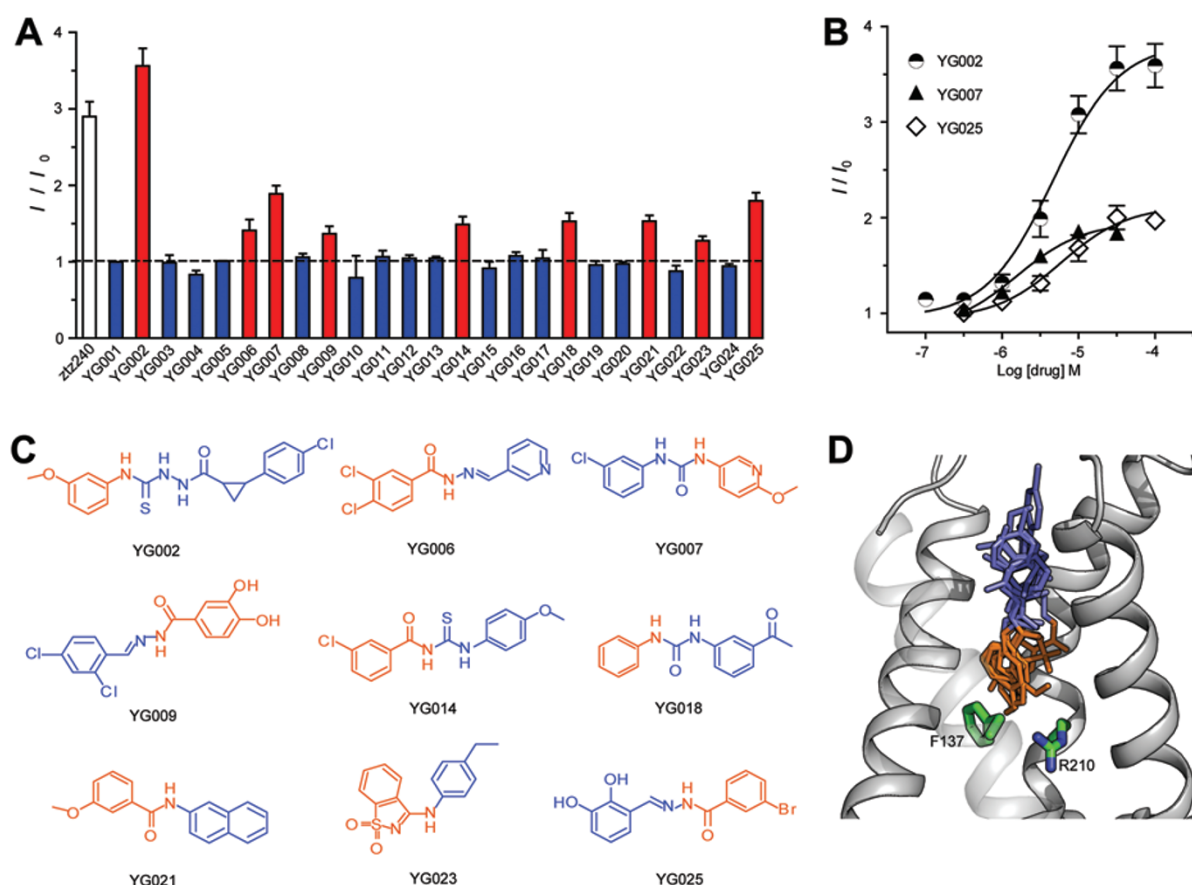 A
4
3
2
1
0
I / I0
ztz240 YG001 YG002 YG003 YG004 YG005 YG006 YG007 YG008 YG009 YG010 YG011 YG012 YG013 YG014 YG015 YG016 YG017 YG018 YG019 YG020 YG021 YG022 YG023 YG024 YG025
B
YG002
YG007
YG025
4
3
2
1
I / I0
-7 -6 -5 -4
Log [drug] M
C
O H N S H N N H O Cl
YG002
Cl Cl O N H N N
YG006
Cl H N O H N N O
YG007
Cl Cl N N H O OH OH
YG009
Cl O N H S N H O
YG014
H N O H N O
YG018
O O H N
YG021
O S O N N H
YG023
HO OH N H N O Br
YG025
D
F137
R210